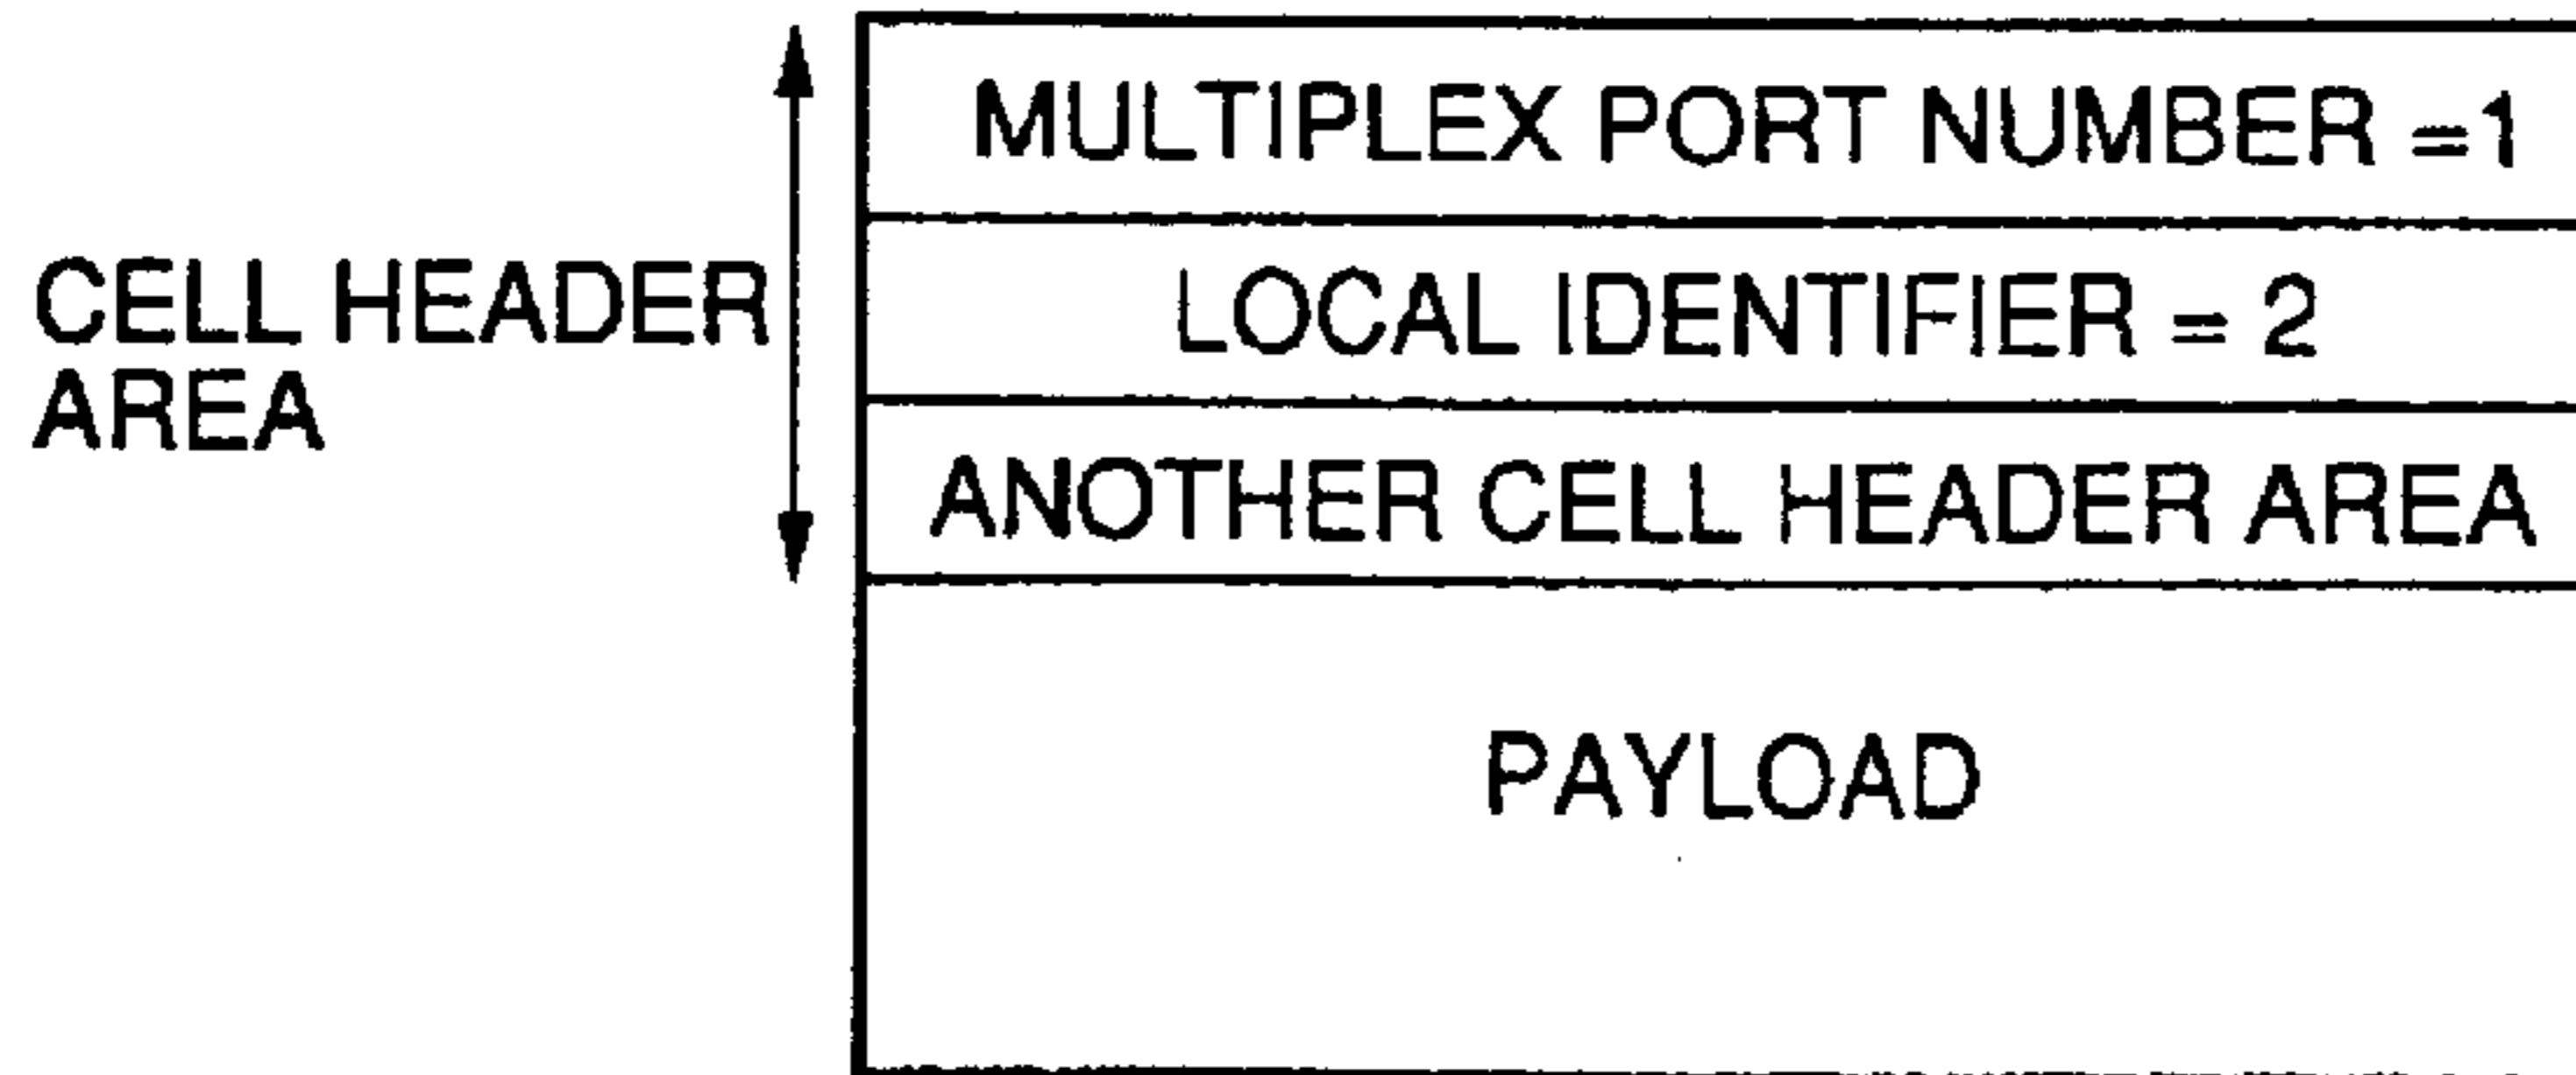 MULTIPLEX PORT NUMBER =1
CELL HEADER
AREA
LOCAL IDENTIFIER = 2
ANOTHER CELL HEADER AREA
PAYLOAD